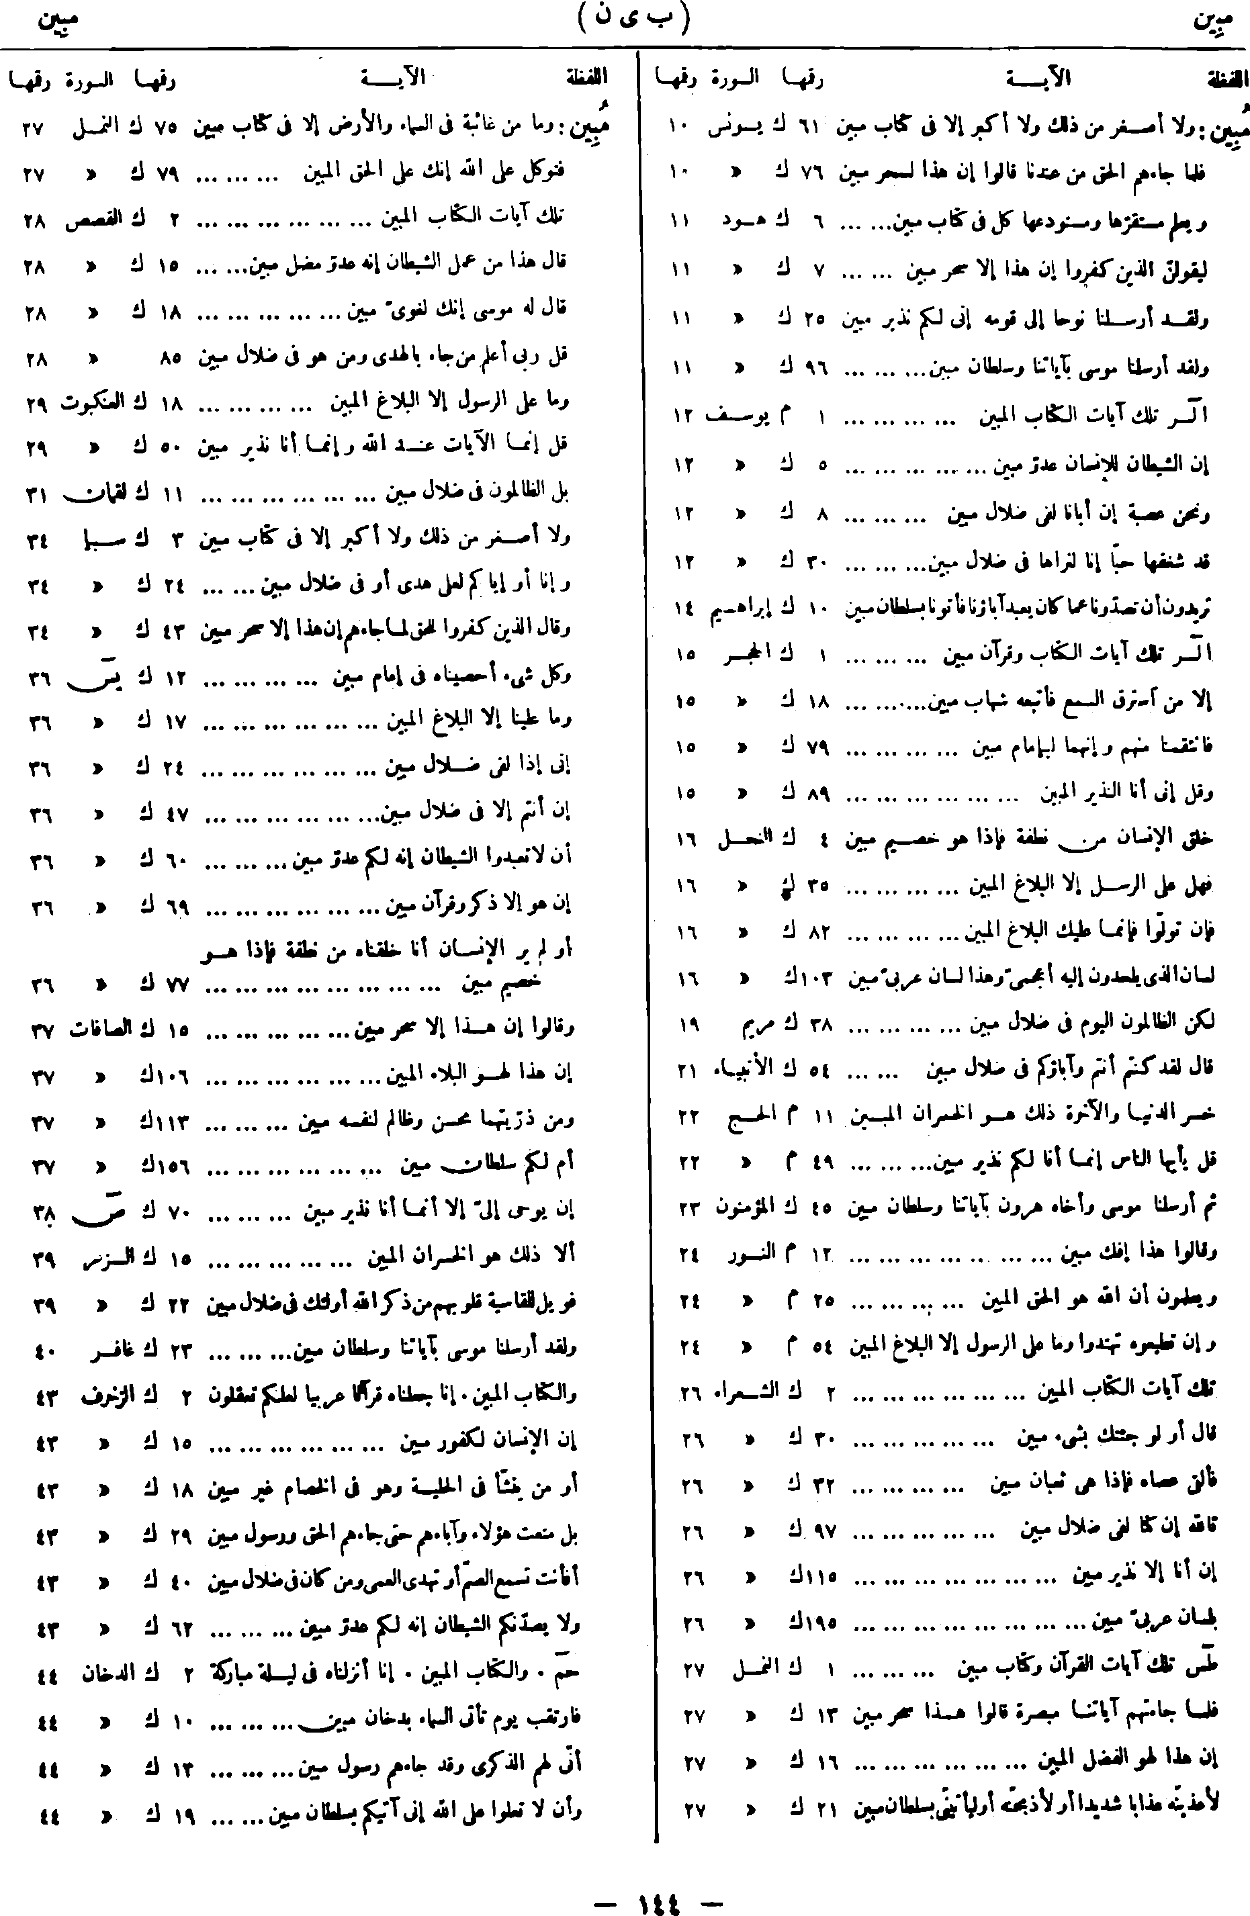 مبين ( ب ى ن ) مبين
اللفظة الآيــة رقمها السورة رقمها
مُبِين : ولا أصغر من ذلك ولا أكبر إلا فى كتاب مبين ٦١ ك يونس ١٠
فلما جاءهم الحق من عندنا قالوا إن هذا لسحر مبين ٧٦ ك » ١٠
ويعلم مستقرّها ومستودعها كل فى كتاب مبين... ... ٦ ك هود ١١
ليقولنّ الذين كفروا إن هذا إلا سحر مبين ... ... ٧ ك » ١١
ولقد أرسلنا نوحا إلى قومه إنى لكم نذير مبين ٢٥ ك » ١١
ولقد أرسلنا موسى بآياتنا وسلطان مبين... ... ... ٩٦ ك » ١١
الٓر تلك آيات الكتاب المبين ... ... ... ... ١ م يوسف ١٢
إن الشيطان للإنسان عدوّ مبين ... ... ... ... ... ٥ ك » ١٢
ونحن عصبة إن أبانا لفى ضلال مبين ... ... ... ٨ ك » ١٢
قد شغفها حبّا إنا لنراها فى ضلال مبين... ... ... ٣٠ ك » ١٢
تريدون أن تصدّونا عما كان يعبد آباؤنا فأتونا بسلطان مبين ١٠ ك إبراهيم ١٤
الٓر تلك آيات الكتاب وقرآن مبين ... ... ... ١ ك الحجر ١٥
إلا من استرق السمع فأتبعه شهاب مبين... ... ... ١٨ ك » ١٥
فانتقمنا منهم وإنهما لبإمام مبين ... ... ... ... ٧٩ ك » ١٥
وقل إنى أنا النذير المبين ... ... ... ... ... ... ٨٩ ك » ١٥
خلق الإنسان من نطفة فإذا هو خصيم مبين ٤ ك النحل ١٦
فهل على الرسل إلا البلاغ المبين ... ... ... ... ٣٥ ك » ١٦
فإن تولّوا فإنما عليك البلاغ المبين... ... ... ... ٨٢ ك » ١٦
لسان الذى يلحدون إليه أعجمىّ وهذا لسان عربىّ مبين ١٠٣ك » ١٦
لكن الظالمون اليوم فى ضلال مبين ... ... ... ... ٣٨ ك مريم ١٩
قال لقد كنتم أنتم وآباؤكم فى ضلال مبين ... ... ٥٤ ك الأنبياء ٢١
خسر الدنيا والآخرة ذلك هو الخسران المبين ١١ م الحج ٢٢
قل يأيها الناس إنما أنا لكم نذير مبين... ... ... ٤٩ م » ٢٢
ثم أرسلنا موسى وأخاه هرون بآياتنا وسلطان مبين ٤٥ ك المؤمنون ٢٣
وقالوا هذا إفك مبين ... ... ... ... ... ... ... ١٢ م النور ٢٤
ويعلمون أن الله هو الحق المبين ... ... ... ... ٢٥ م » ٢٤
وإن تطيعوه تهتدوا وما على الرسول إلا البلاغ المبين ٥٤ م » ٢٤
تلك آيات الكتاب المبين ... ... ... ... ... ... ٢ ك الشعراء ٢٦
قال أو لو جئتك بشىء مبين ... ... ... ... ... ٣٠ ك » ٢٦
فألقى عصاه فإذا هى ثعبان مبين ... ... ... ... ٣٢ ك » ٢٦
تالله إن كنا لفى ضلال مبين ... ... ... ... ... ٩٧ ك » ٢٦
إن أنا إلا نذير مبين ... ... ... ... ... ... ... ١١٥ك » ٢٦
بلسان عربىّ مبين... ... ... ... ... ... ... ... ١٩٥ك » ٢٦
طسٓ تلك آيات القرآن وكتاب مبين ... ... ... ١ ك النمل ٢٧
فلما جاءتهم آياتنا مبصرة قالوا هذا سحر مبين ١٣ ك » ٢٧
إن هذا لهو الفضل المبين ... ... ... ... ... ... ١٦ ك » ٢٧
لأعذبنّه عذابا شديدا أو لأذبحنّه أو ليأتينّى بسلطان مبين ٢١ ك » ٢٧
اللفظة الآيــة رقمها السورة رقمها
مُبِين : وما من غائبة فى السماء والأرض إلا فى كتاب مبين ٧٥ ك النمل ٢٧
فتوكل على الله إنك على الحق المبين ... ... ... ٧٩ ك » ٢٧
تلك آيات الكتاب المبين ... ... ... ... ... ... ٢ ك القصص ٢٨
قال هذا من عمل الشيطان إنه عدوّ مضل مبين... ... ١٥ ك » ٢٨
قال له موسى إنك لغوىّ مبين ... ... ... ... ... ١٨ ك » ٢٨
قل ربى أعلم من جاء بالهدى ومن هو فى ضلال مبين ٨٥ » ٢٨
وما على الرسول إلا البلاغ المبين ... ... ... ... ١٨ ك العنكبوت ٢٩
قل إنما الآيات عند الله وإنما أنا نذير مبين ٥٠ ك » ٢٩
بل الظالمون فى ضلال مبين ... ... ... ... ... ... ١١ ك لقمان ٣١
ولا أصغر من ذلك ولا أكبر إلا فى كتاب مبين ٣ ك سبإ ٣٤
وإنا أو إياكم لعلى هدى أو فى ضلال مبين ... ... ٢٤ ك » ٣٤
وقال الذين كفروا للحق لما جاءهم إن هذا إلا سحر مبين ٤٣ ك » ٣٤
وكل شىء أحصيناه فى إمام مبين ... ... ... ... ١٢ ك يسٓ ٣٦
وما علينا إلا البلاغ المبين ... ... ... ... ... ... ١٧ ك » ٣٦
إنى إذا لفى ضلال مبين ... ... ... ... ... ... ٢٤ ك » ٣٦
إن أنتم إلا فى ضلال مبين... ... ... ... ... ... ٤٧ ك » ٣٦
أن لا تعبدوا الشيطان إنه لكم عدوّ مبين ... ... ... ٦٠ ك » ٣٦
إن هو إلا ذكر وقرآن مبين ... ... ... ... ... ... ٦٩ ك » ٣٦
أو لم ير الإنسان أنا خلقناه من نطفة فإذا هو
خصيم مبين ... ... ... ... ... ... ... ... ٧٧ ك » ٣٦
وقالوا إن هذا إلا سحر مبين ... ... ... ... ... ١٥ ك الصافات ٣٧
إن هذا لهو البلاء المبين ... ... ... ... ... ... ١٠٦ك » ٣٧
ومن ذرّيتهما محسن وظالم لنفسه مبين ... ... ... ١١٣ك » ٣٧
أم لكم سلطان مبين ... ... ... ... ... ... ١٥٦ك » ٣٧
إن يوحى إلىّ إلا أنما أنا نذير مبين ... ... ... ٧٠ ك صٓ ٣٨
ألا ذلك هو الخسران المبين ... ... ... ... ... ١٥ ك الزمر ٣٩
فويل للقاسية قلوبهم من ذكر الله أولئك فى ضلال مبين ٢٢ ك » ٣٩
ولقد أرسلنا موسى بآياتنا وسلطان مبين... ... ... ٢٣ ك غافر ٤٠
والكتاب المبين . إنا جعلناه قرآنا عربيا لعلكم تعقلون ٢ ك الزخرف ٤٣
إن الإنسان لكفور مبين ... ... ... ... ... ... ١٥ ك » ٤٣
أو من ينشّأ فى الحلية وهو فى الخصام غير مبين ١٨ ك » ٤٣
بل متعت هؤلاء وآباءهم حتى جاءهم الحق ورسول مبين ٢٩ ك » ٤٣
أفأنت تسمع الصمّ أو تهدى العمى ومن كان فى ضلال مبين ٤٠ ك » ٤٣
ولا يصدّنكم الشيطان إنه لكم عدوّ مبين ... ... ... ٦٢ ك » ٤٣
حمٓ . والكتاب المبين . إنا أنزلناه فى ليلة مباركة ٢ ك الدخان ٤٤
فارتقب يوم تأتى السماء بدخان مبين ... ... ... ١٠ ك » ٤٤
أنّى لهم الذكرى وقد جاءهم رسول مبين ... ... ... ١٣ ك » ٤٤
وأن لا تعلوا على الله إنى آتيكم بسلطان مبين ... ... ١٩ ك » ٤٤
— ١٤٤ —